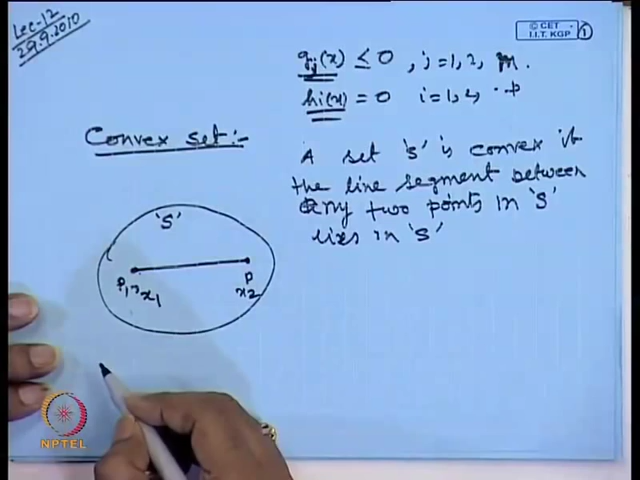 Lec-12
29.9.2010
© CET
I.I.T. KGP
1
gj(x) ≤ 0 , j=1,2, m.
hi(x) = 0 i=1,2, ..p
Convex set:-
A set 's' is convex if
the line segment between
any two points in 's'
lies in 's'
's'
P1, x1
P
x2
NPTEL